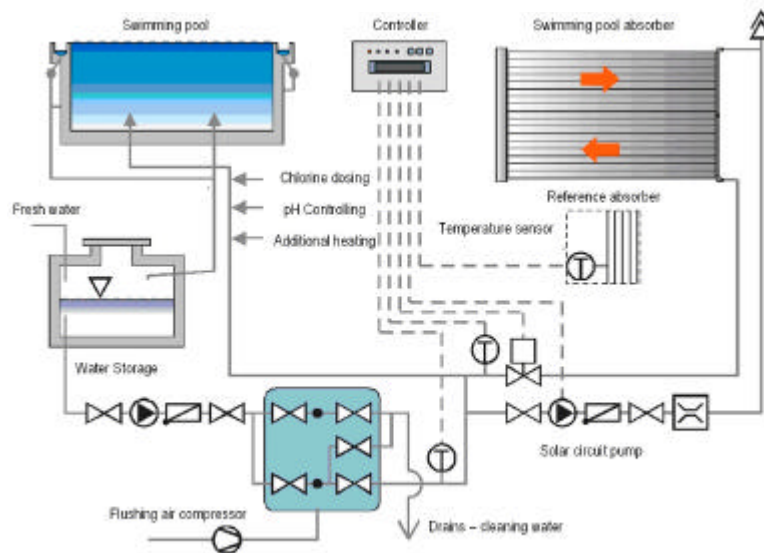 Swimming pool
Controller
Swimming pool absorber
Chlorine dosing
Reference absorber
Fresh water
pH Controlling
Temperature sensor
Additional heating
T
Water Storage
T
T
Solar circuit pump
Flushing air compressor
Drains – cleaning water